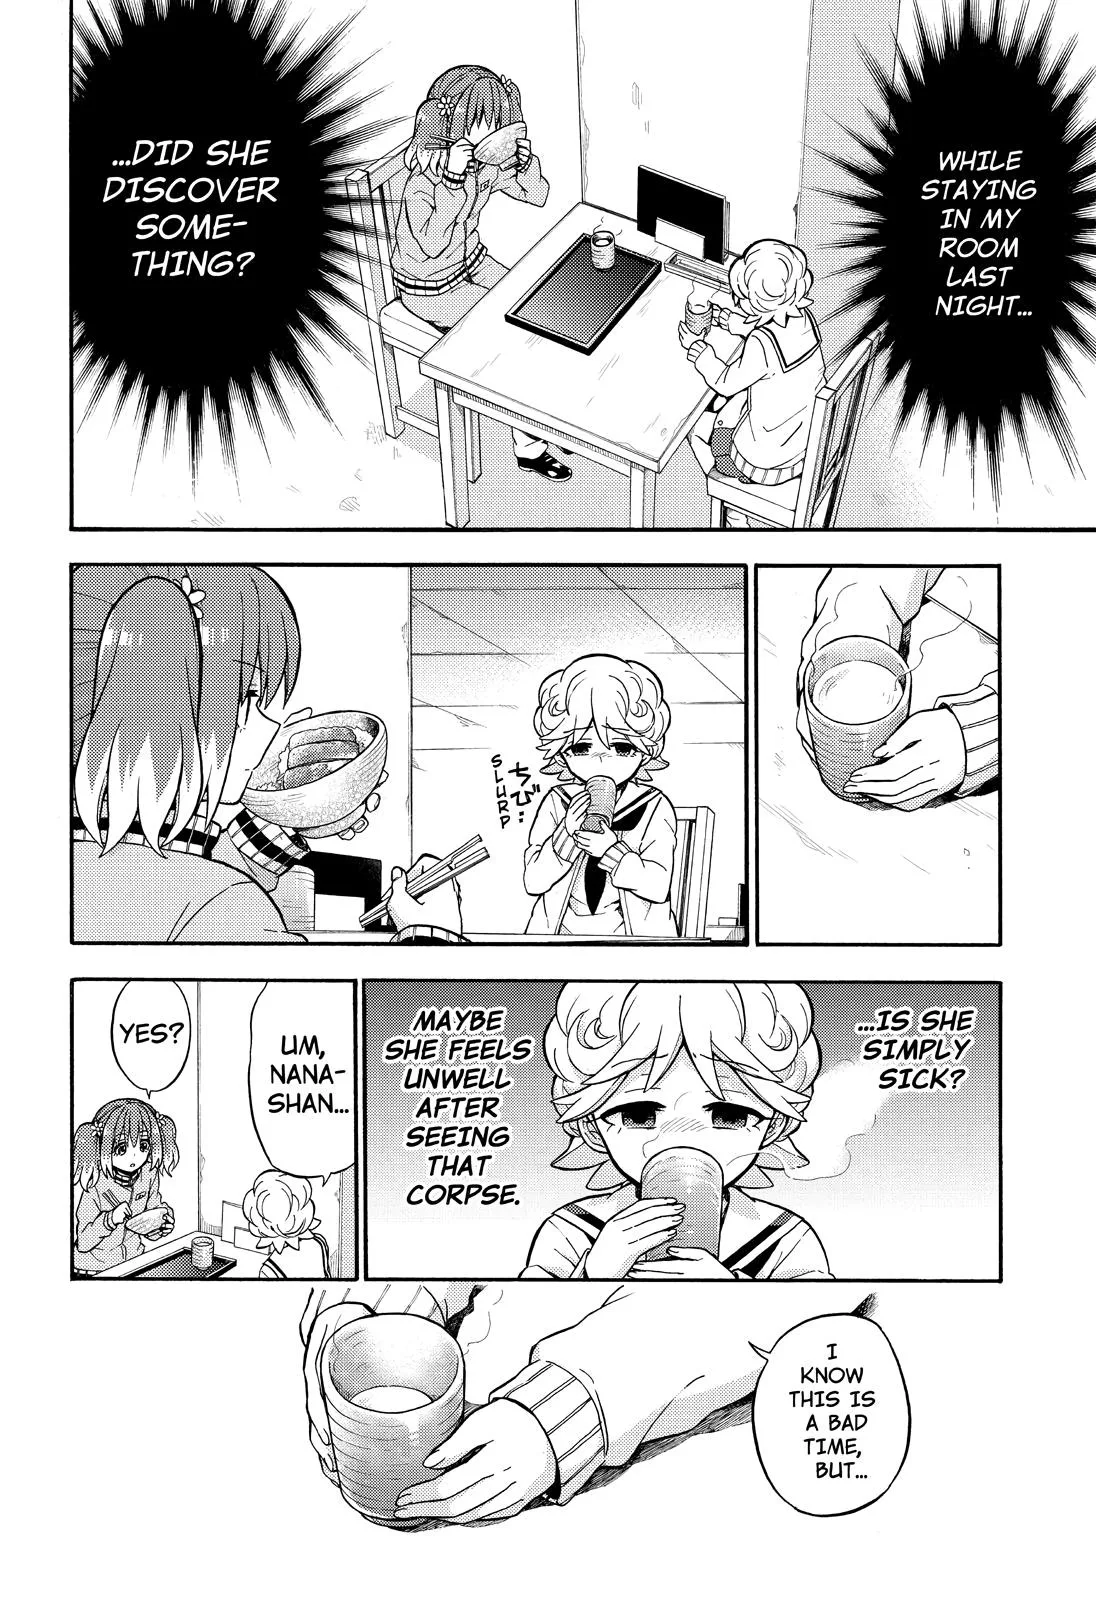 WHILE
STAYING
IN MY
ROOM
LAST
NIGHT...
...DID SHE
DISCOVER
SOME-
THING?
ちび…
SLURP
...IS SHE
SIMPLY
SICK?
MAYBE
SHE FEELS
UNWELL
AFTER
SEEING
THAT
CORPSE.
UM,
NANA-
SHAN...
YES?
I
KNOW
THIS IS
A BAD
TIME,
BUT...